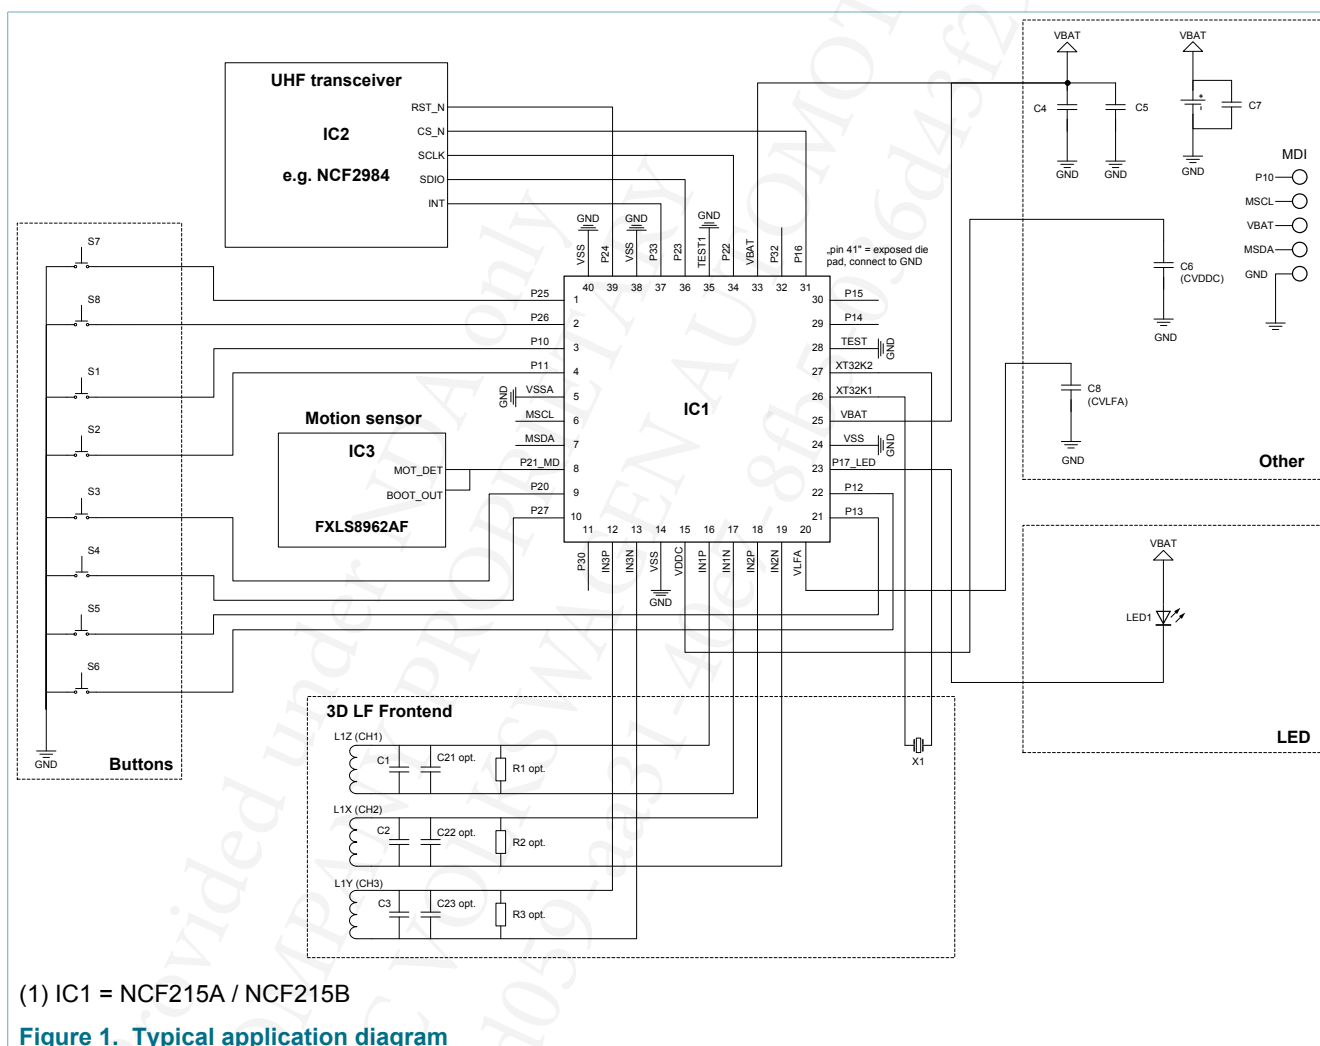 UHF transceiver
IC2
e.g. NCF2984
RST_N
CS_N
SCLK
SDIO
INT
GND
GND
GND
VSS
P24
VSS
P33
P23
TEST1
P22
VBAT
P32
P16
40
39
38
37
36
35
34
33
32
31
„pin 41" = exposed die
pad, connect to GND
P25
1
P26
2
P10
3
P11
4
GND
VSSA
5
MSCL
6
MSDA
7
P21_MD
8
P20
9
P27
10
IC1
30
P15
29
P14
28
TEST
GND
27
XT32K2
26
XT32K1
25
VBAT
24
VSS
GND
23
P17_LED
22
P12
21
P13
11
12
13
14
15
16
17
18
19
20
P30
IN3P
IN3N
VSS
VDDC
IN1P
IN1N
IN2P
IN2N
VLFA
GND
S7
S8
S1
S2
S3
S4
S5
S6
GND
Buttons
Motion sensor
IC3
MOT_DET
BOOT_OUT
FXLS8962AF
3D LF Frontend
L1Z (CH1)
C1
C21 opt.
R1 opt.
L1X (CH2)
C2
C22 opt.
R2 opt.
L1Y (CH3)
C3
C23 opt.
R3 opt.
X1
VBAT
C4
C5
GND
GND
VBAT
+
-
C7
GND
MDI
P10
MSCL
VBAT
MSDA
GND
C6
(CVDDC)
GND
C8
(CVLFA)
GND
Other
VBAT
LED1
LED
(1) IC1 = NCF215A / NCF215B
Figure 1. Typical application diagram